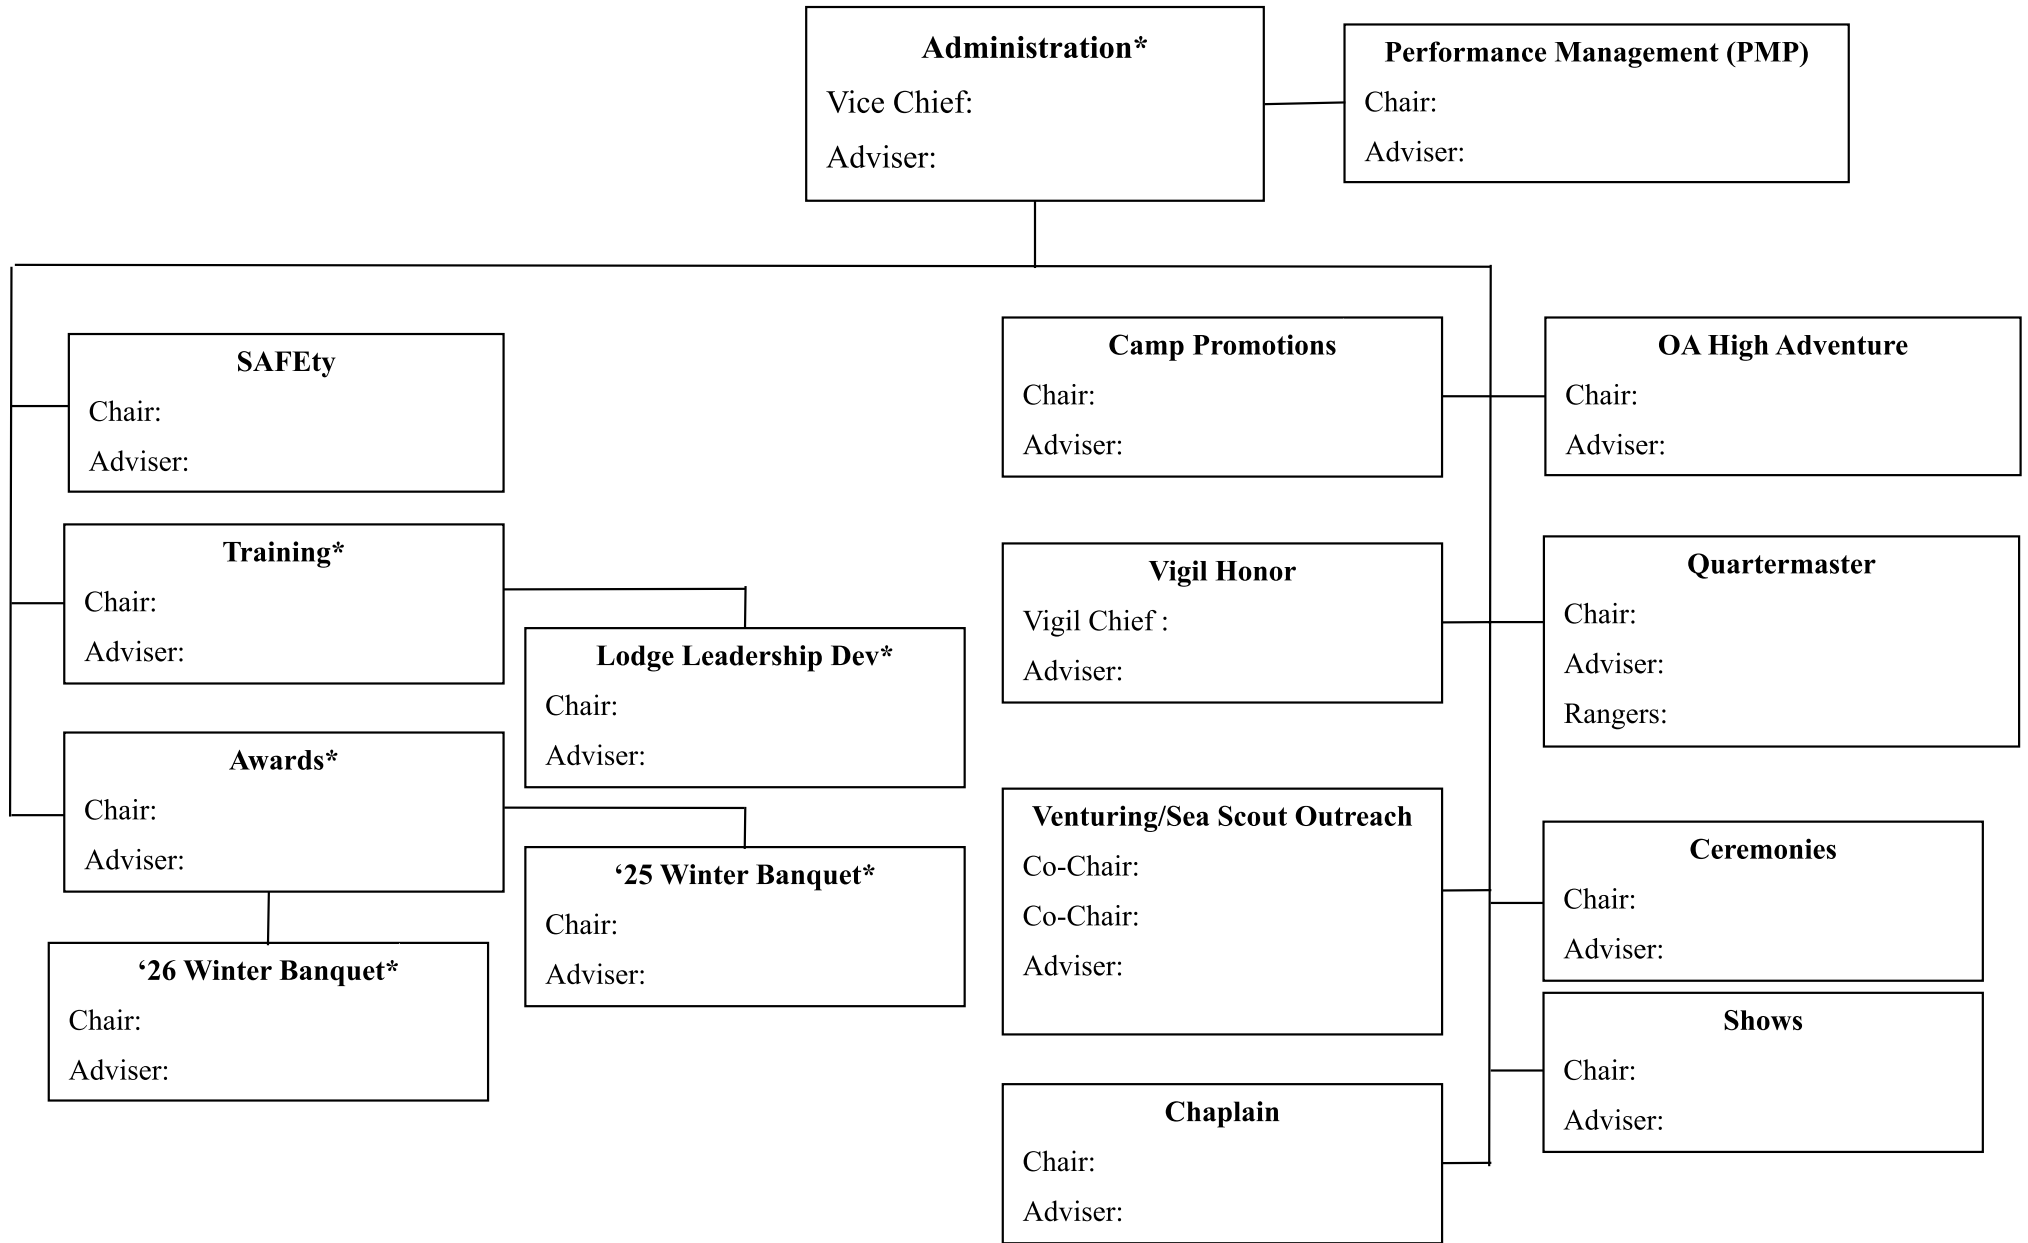 Administration*
Vice Chief:
Adviser:
Performance Management (PMP)
Chair:
Adviser:
SAFEty
Chair:
Adviser:
Training*
Chair:
Adviser:
Lodge Leadership Dev*
Chair:
Adviser:
Awards*
Chair:
Adviser:
‘25 Winter Banquet*
Chair:
Adviser:
‘26 Winter Banquet*
Chair:
Adviser:
Camp Promotions
Chair:
Adviser:
OA High Adventure
Chair:
Adviser:
Vigil Honor
Vigil Chief :
Adviser:
Quartermaster
Chair:
Adviser:
Rangers:
Venturing/Sea Scout Outreach
Co-Chair:
Co-Chair:
Adviser:
Ceremonies
Chair:
Adviser:
Shows
Chair:
Adviser:
Chaplain
Chair:
Adviser: